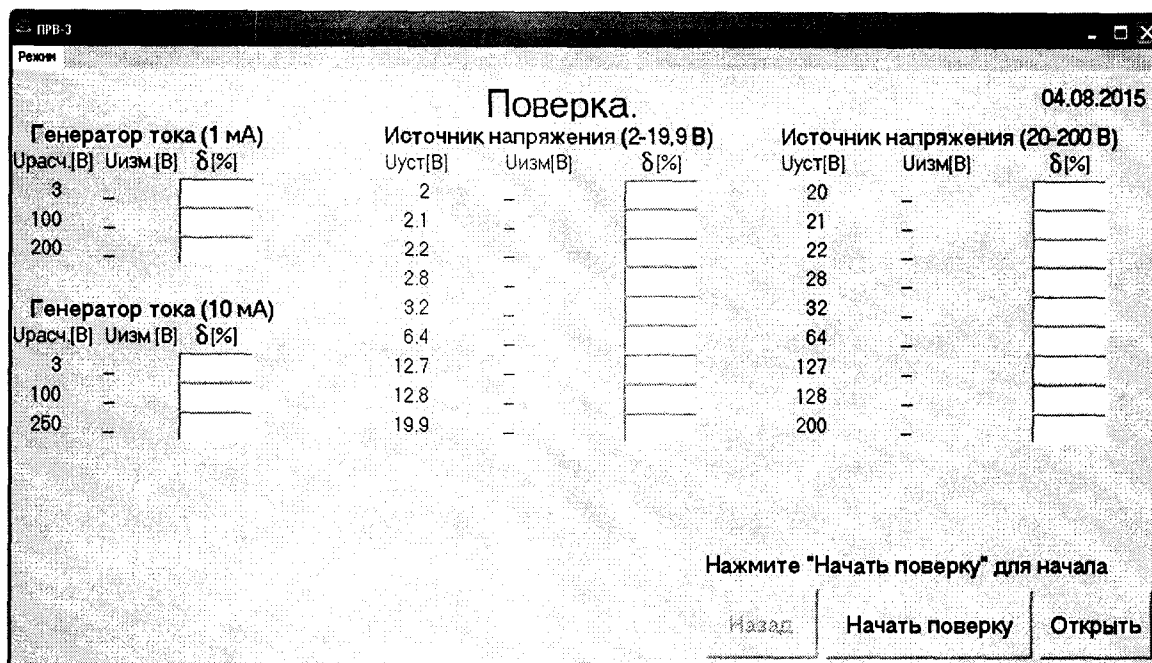 ПРВ-3
Режим
Поверка.
04.08.2015
Генератор тока (1 мА)
Uрасч.[В] Uизм [В] δ[%]
3 _
100 _
200 _
Генератор тока (10 мА)
Uрасч.[В] Uизм [В] δ[%]
3 _
100 _
250 _
Источник напряжения (2-19,9 В)
Uуст[В] Uизм[В] δ[%]
2 _
2.1 _
2.2 _
2.8 _
3.2 _
6.4 _
12.7 _
12.8 _
19.9 _
Источник напряжения (20-200 В)
Uуст[В] Uизм[В] δ[%]
20 _
21 _
22 _
28 _
32 _
64 _
127 _
128 _
200 _
Нажмите "Начать поверку" для начала
Назад Начать поверку Открыть